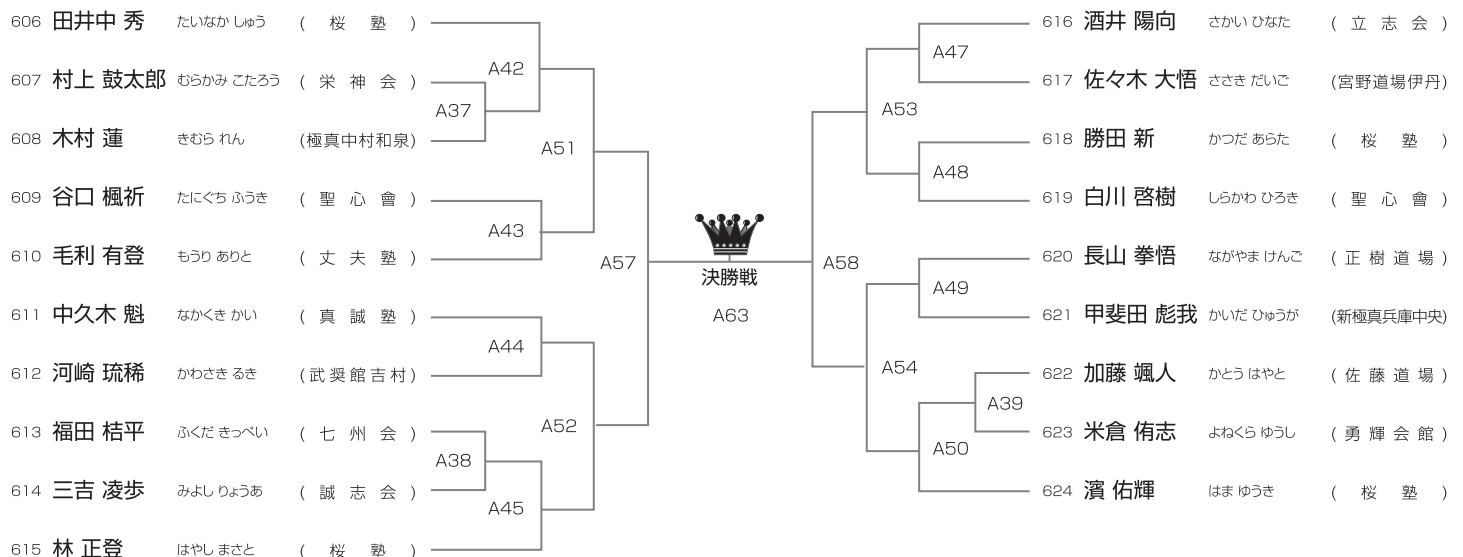 606 田井中 秀 たいなか しゅう ( 桜 塾 )
607 村上 鼓太郎 むらかみ こたろう ( 栄 神 会 )
608 木村 蓮 きむら れん (極真中村和泉)
609 谷口 楓祈 たにぐち ふうき ( 聖 心 會 )
610 毛利 有登 もうり ありと ( 丈 夫 塾 )
611 中久木 魁 なかくき かい ( 真 誠 塾 )
612 河崎 琉稀 かわさき るき (武奨館吉村)
613 福田 桔平 ふくだ きっぺい ( 七 州 会 )
614 三吉 凌歩 みよし りょうあ ( 誠 志 会 )
615 林 正登 はやし まさと ( 桜 塾 )
A37
A38
A42
A43
A44
A45
A51
A52
A57
決勝戦
A63
A58
A53
A54
A47
A48
A49
A50
A39
616 酒井 陽向 さかい ひなた ( 立 志 会 )
617 佐々木 大悟 ささき だいご (宮野道場伊丹)
618 勝田 新 かつだ あらた ( 桜 塾 )
619 白川 啓樹 しらかわ ひろき ( 聖 心 會 )
620 長山 拳悟 ながやま けんご ( 正 樹 道 場 )
621 甲斐田 彪我 かいだ ひゅうが (新極真兵庫中央)
622 加藤 颯人 かとう はやと ( 佐 藤 道 場 )
623 米倉 侑志 よねくら ゆうし ( 勇 輝 会 館 )
624 濱 佑輝 はま ゆうき ( 桜 塾 )